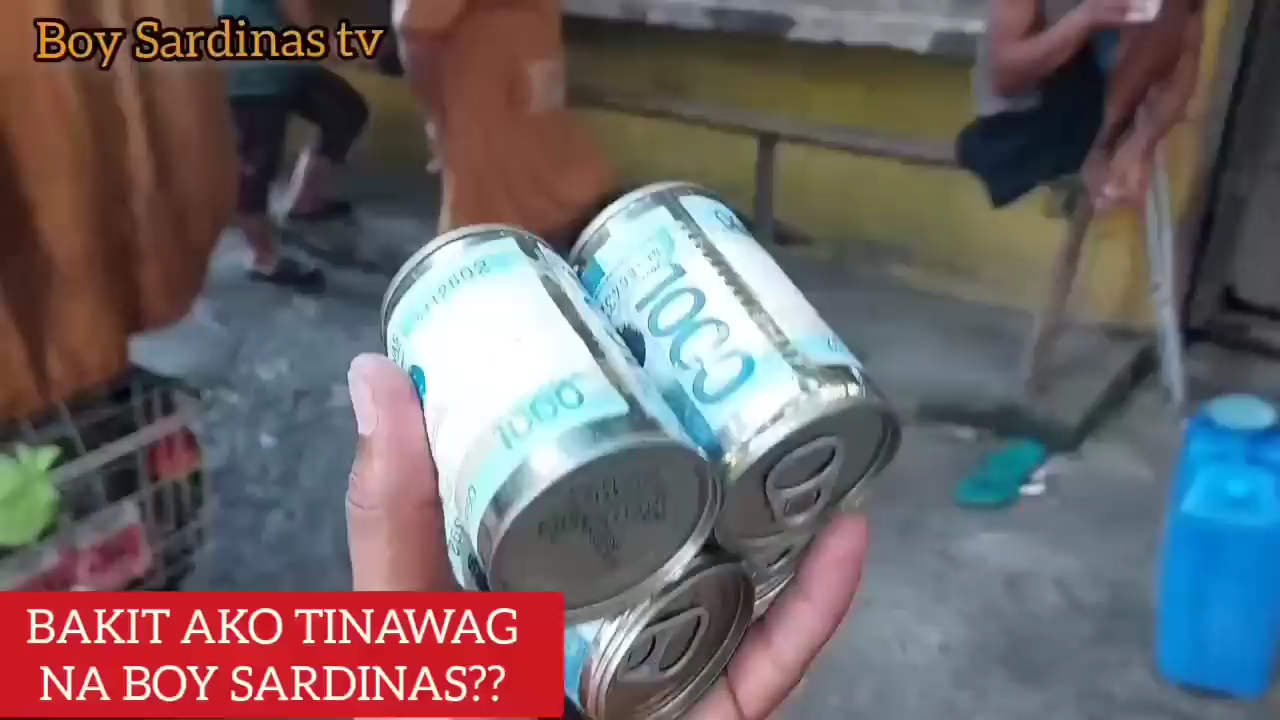 Boy Sardinas tv
1000
1000
BAKIT AKO TINAWAG
NA BOY SARDINAS??